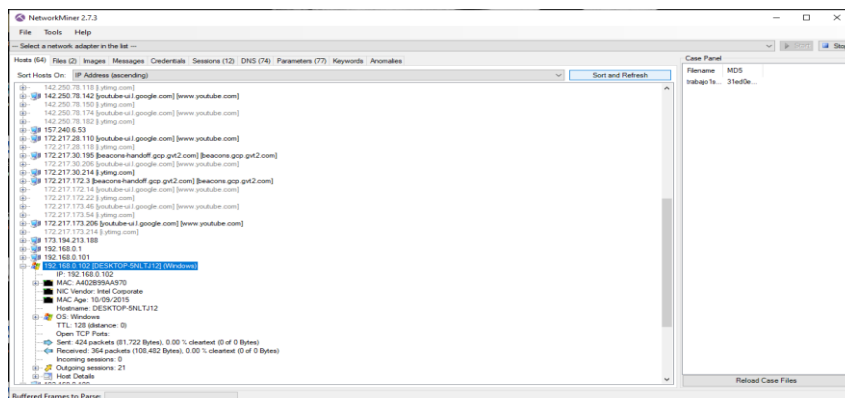 NetworkMiner 2.7.3
File Tools Help
--- Select a network adapter in the list ---
Start Stop
Hosts (64) Files (2) Images Messages Credentials Sessions (12) DNS (74) Parameters (77) Keywords Anomalies
Sort Hosts On: IP Address (ascending) Sort and Refresh
142.250.78.118 [i.ytimg.com]
142.250.78.142 [youtube-ui.l.google.com] [www.youtube.com]
142.250.78.150 [i.ytimg.com]
142.250.78.174 [youtube-ui.l.google.com] [www.youtube.com]
142.250.78.182 [i.ytimg.com]
157.240.6.53
172.217.28.110 [youtube-ui.l.google.com] [www.youtube.com]
172.217.28.118 [i.ytimg.com]
172.217.30.195 [beacons-handoff.gcp.gvt2.com] [beacons.gcp.gvt2.com]
172.217.30.206 [youtube-ui.l.google.com] [www.youtube.com]
172.217.30.214 [i.ytimg.com]
172.217.172.3 [beacons-handoff.gcp.gvt2.com] [beacons.gcp.gvt2.com]
172.217.172.14 [youtube-ui.l.google.com] [www.youtube.com]
172.217.172.22 [i.ytimg.com]
172.217.173.46 [youtube-ui.l.google.com] [www.youtube.com]
172.217.173.54 [i.ytimg.com]
172.217.173.206 [youtube-ui.l.google.com] [www.youtube.com]
172.217.173.214 [i.ytimg.com]
173.194.213.188
192.168.0.1
192.168.0.101
192.168.0.102 [DESKTOP-5NLTJ12] (Windows)
IP: 192.168.0.102
MAC: A402B99AA970
NIC Vendor: Intel Corporate
MAC Age: 10/09/2015
Hostname: DESKTOP-5NLTJ12
OS: Windows
TTL: 128 (distance: 0)
Open TCP Ports:
Sent: 424 packets (81.722 Bytes), 0.00 % cleartext (0 of 0 Bytes)
Received: 364 packets (108.482 Bytes), 0.00 % cleartext (0 of 0 Bytes)
Incoming sessions: 0
Outgoing sessions: 21
Host Details
Case Panel
Filename MD5
trabajo1s... 31ed0e...
Reload Case Files
Buffered Frames to Parse: